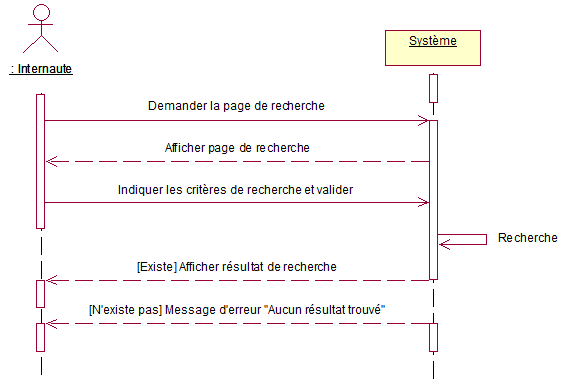 Système
: Internaute
Demander la page de recherche
Afficher page de recherche
Indiquer les critères de recherche et valider
Recherche
[Existe] Afficher résultat de recherche
[N'existe pas] Message d'erreur "Aucun résultat trouvé"